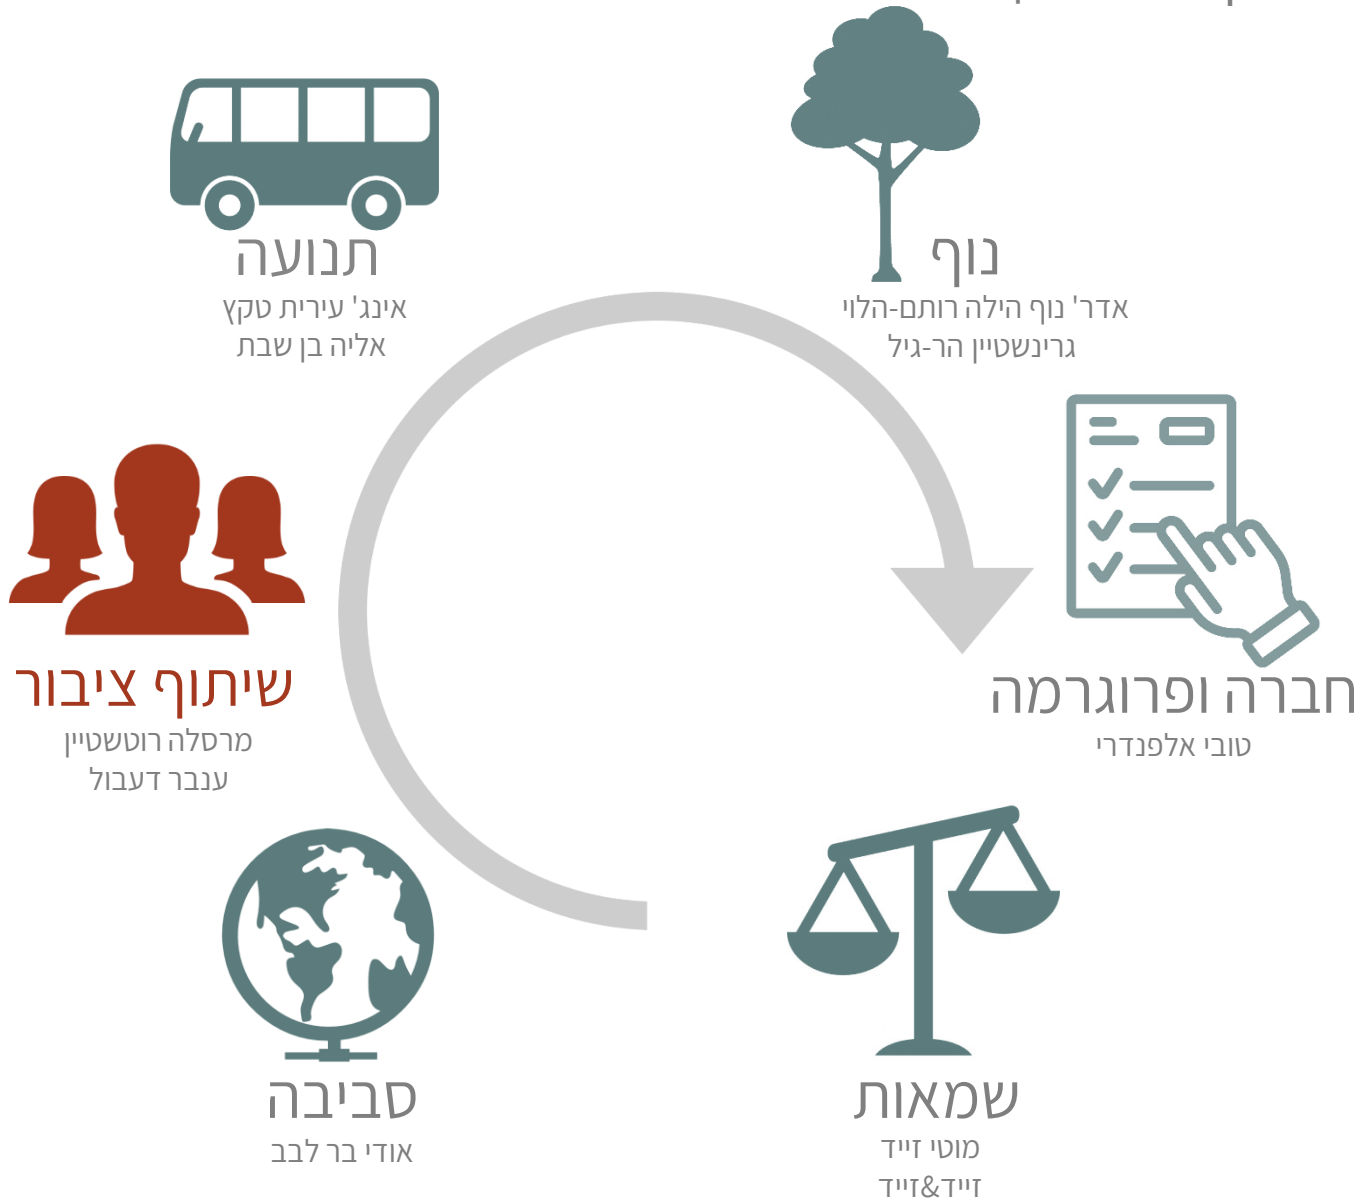 נוף
אדר' נוף הילה רותם-הלוי
גרינשטיין הר-גיל
תנועה
אינג' עירית טקץ
אליה בן שבת
חברה ופרוגרמה
טובי אלפנדרי
שיתוף ציבור
מרסלה רוטשטיין
ענבר דעבול
שמאות
מוטי זייד
זייד&זייד
סביבה
אודי בר לבב